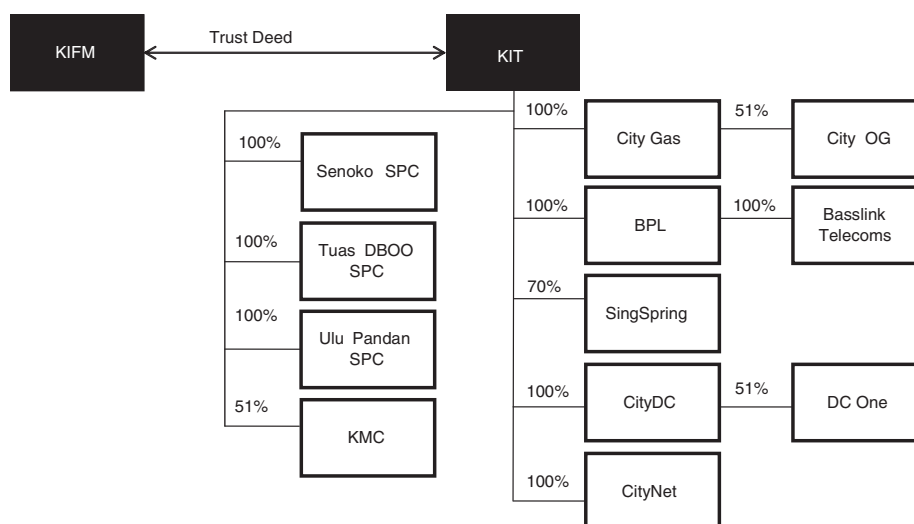 KIFM
Trust Deed
KIT
100%
Senoko SPC
100%
Tuas DBOO
SPC
100%
Ulu Pandan
SPC
51%
KMC
100%
City Gas
51%
City OG
100%
BPL
100%
Basslink
Telecoms
70%
SingSpring
100%
CityDC
51%
DC One
100%
CityNet